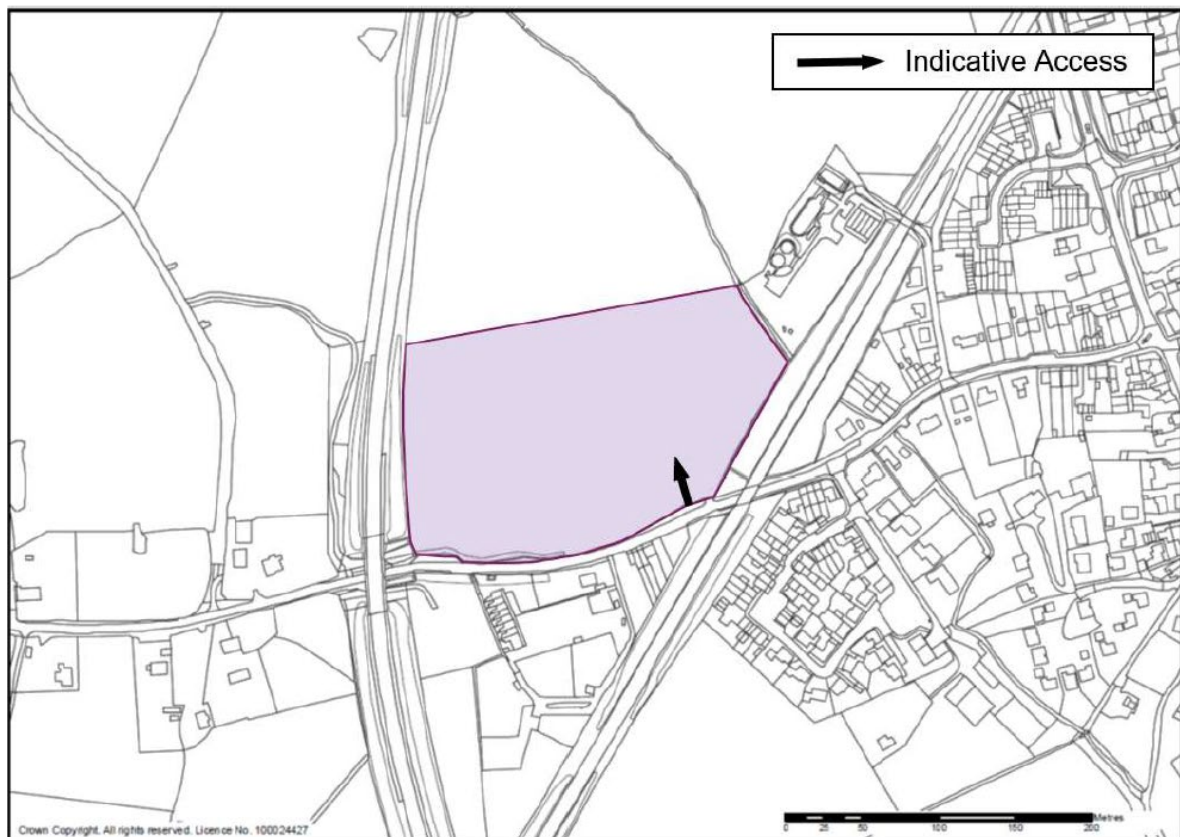 Indicative Access
Crown Copyright. All rights reserved. Licence No. 100024427
Metres
0 25 50 100 150 200